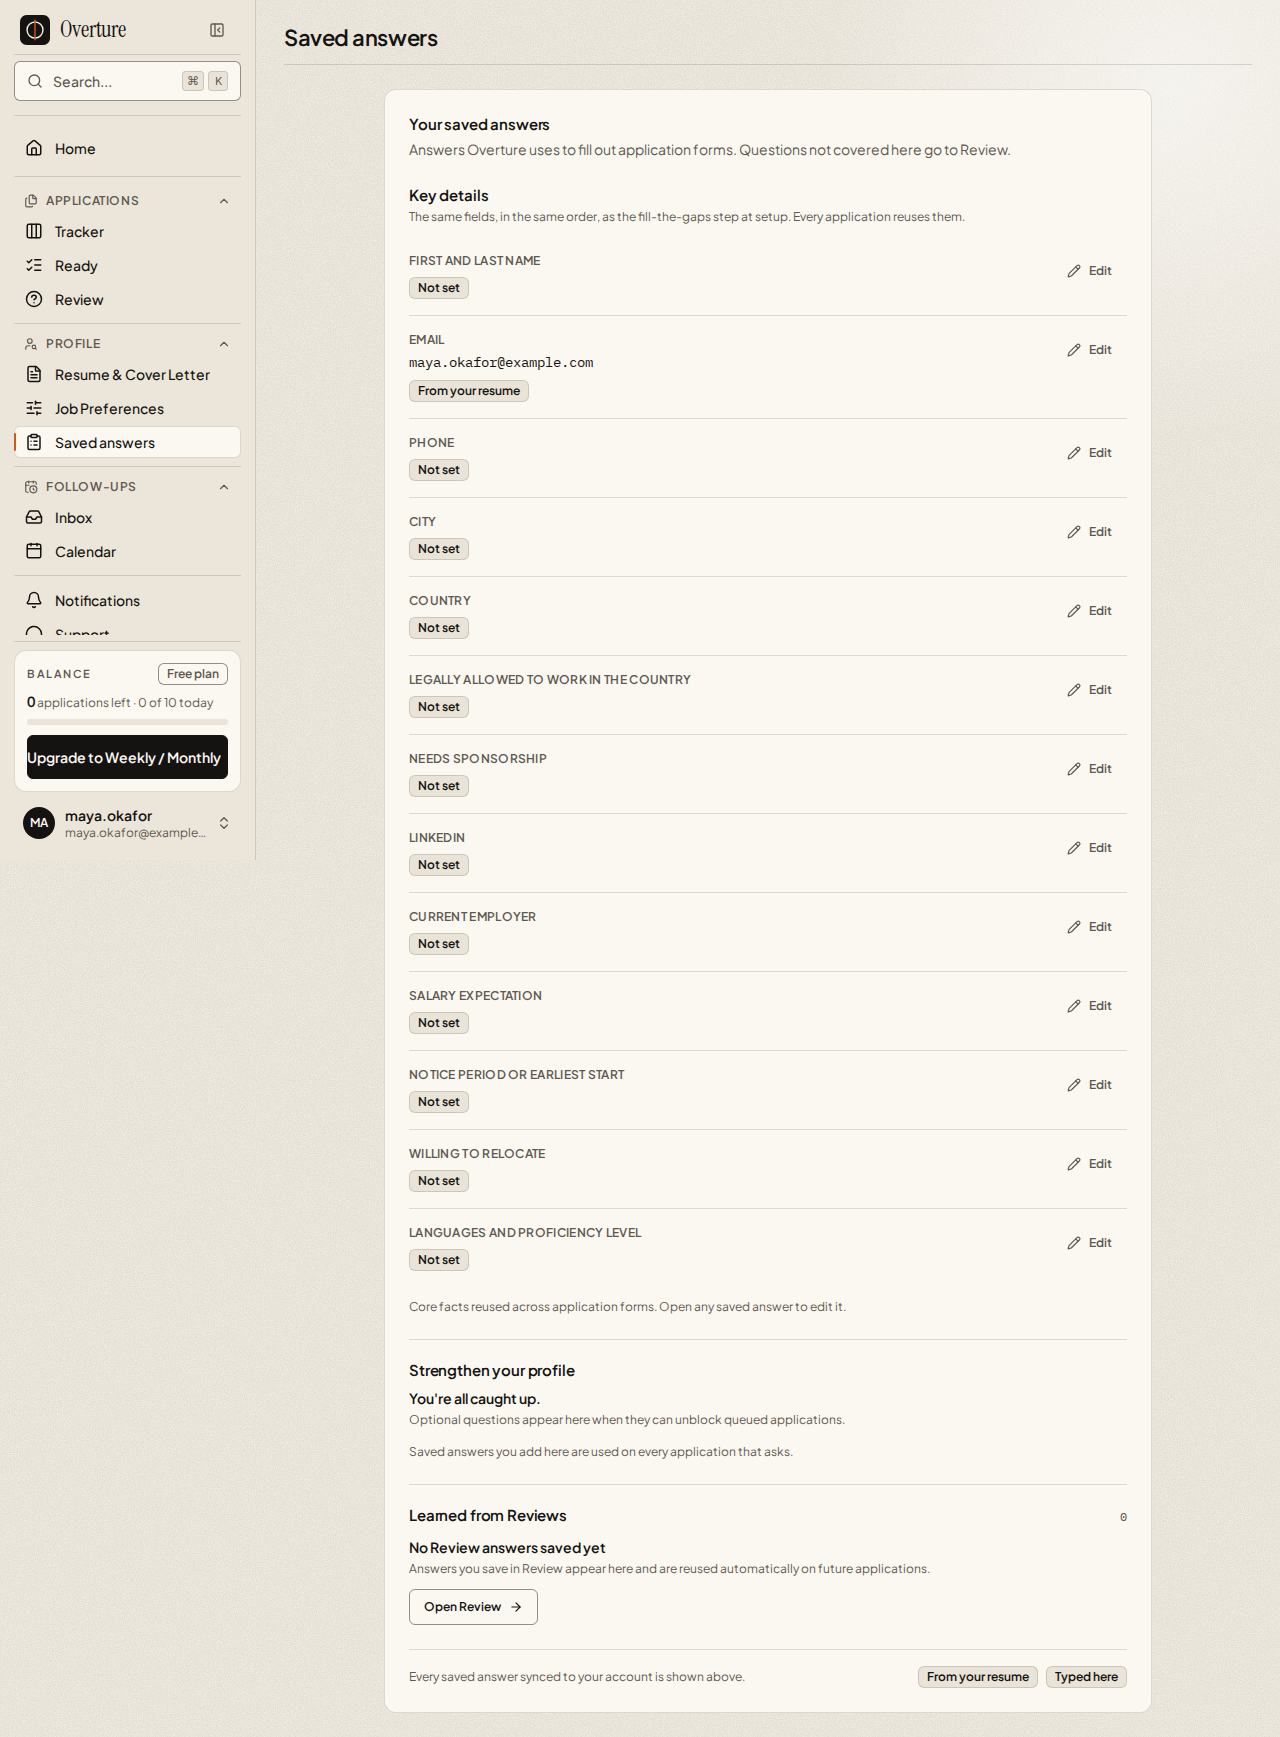 Overture
Search...
⌘ K
Home
APPLICATIONS
Tracker
Ready
Review
PROFILE
Resume & Cover Letter
Job Preferences
Saved answers
FOLLOW-UPS
Inbox
Calendar
Notifications
Support
BALANCE
Free plan
0 applications left · 0 of 10 today
Upgrade to Weekly / Monthly
MA
maya.okafor
maya.okafor@example...
Saved answers
Your saved answers
Answers Overture uses to fill out application forms. Questions not covered here go to Review.
Key details
The same fields, in the same order, as the fill-the-gaps step at setup. Every application reuses them.
FIRST AND LAST NAME
Not set
Edit
EMAIL
maya.okafor@example.com
From your resume
Edit
PHONE
Not set
Edit
CITY
Not set
Edit
COUNTRY
Not set
Edit
LEGALLY ALLOWED TO WORK IN THE COUNTRY
Not set
Edit
NEEDS SPONSORSHIP
Not set
Edit
LINKEDIN
Not set
Edit
CURRENT EMPLOYER
Not set
Edit
SALARY EXPECTATION
Not set
Edit
NOTICE PERIOD OR EARLIEST START
Not set
Edit
WILLING TO RELOCATE
Not set
Edit
LANGUAGES AND PROFICIENCY LEVEL
Not set
Edit
Core facts reused across application forms. Open any saved answer to edit it.
Strengthen your profile
You're all caught up.
Optional questions appear here when they can unblock queued applications.
Saved answers you add here are used on every application that asks.
Learned from Reviews
0
No Review answers saved yet
Answers you save in Review appear here and are reused automatically on future applications.
Open Review
Every saved answer synced to your account is shown above.
From your resume
Typed here